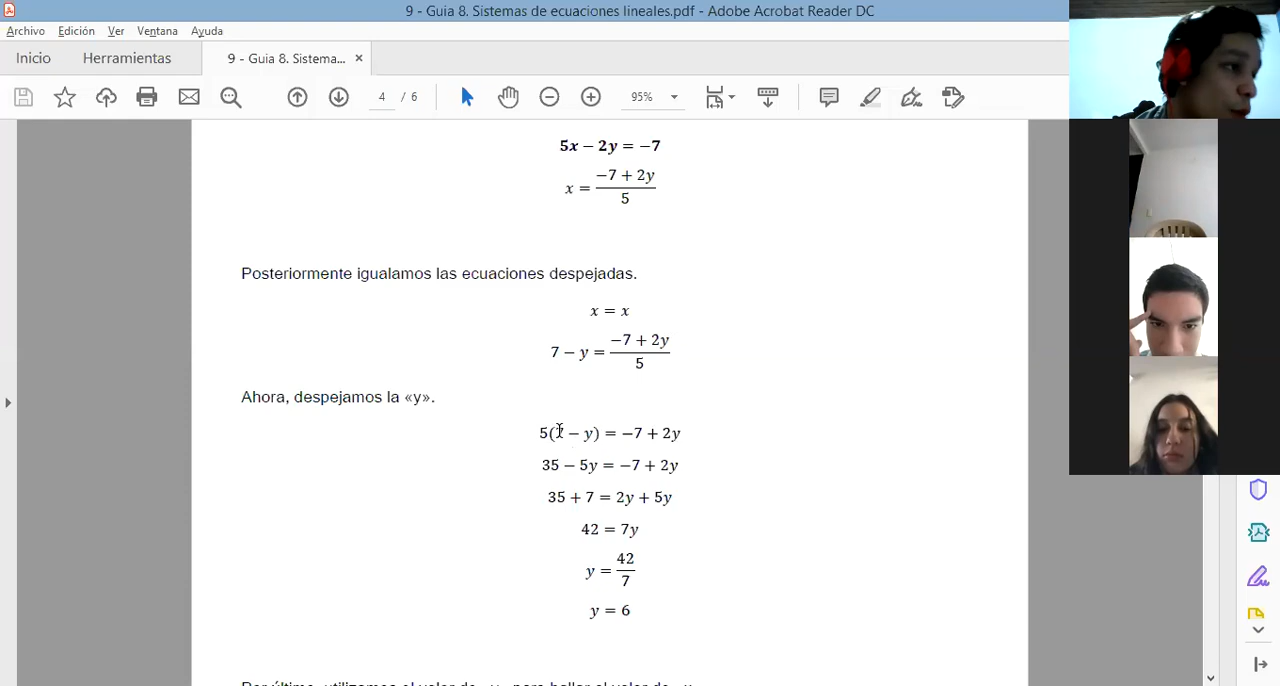 9 - Guia 8. Sistemas de ecuaciones lineales.pdf - Adobe Acrobat Reader DC
Archivo Edición Ver Ventana Ayuda
Inicio Herramientas 9 - Guia 8. Sistema... ×
4 / 6 95%
5x − 2y = −7
x = (−7 + 2y)/5
Posteriormente igualamos las ecuaciones despejadas.
x = x
7 − y = (−7 + 2y)/5
Ahora, despejamos la «y».
5(7 − y) = −7 + 2y
35 − 5y = −7 + 2y
35 + 7 = 2y + 5y
42 = 7y
y = 42/7
y = 6